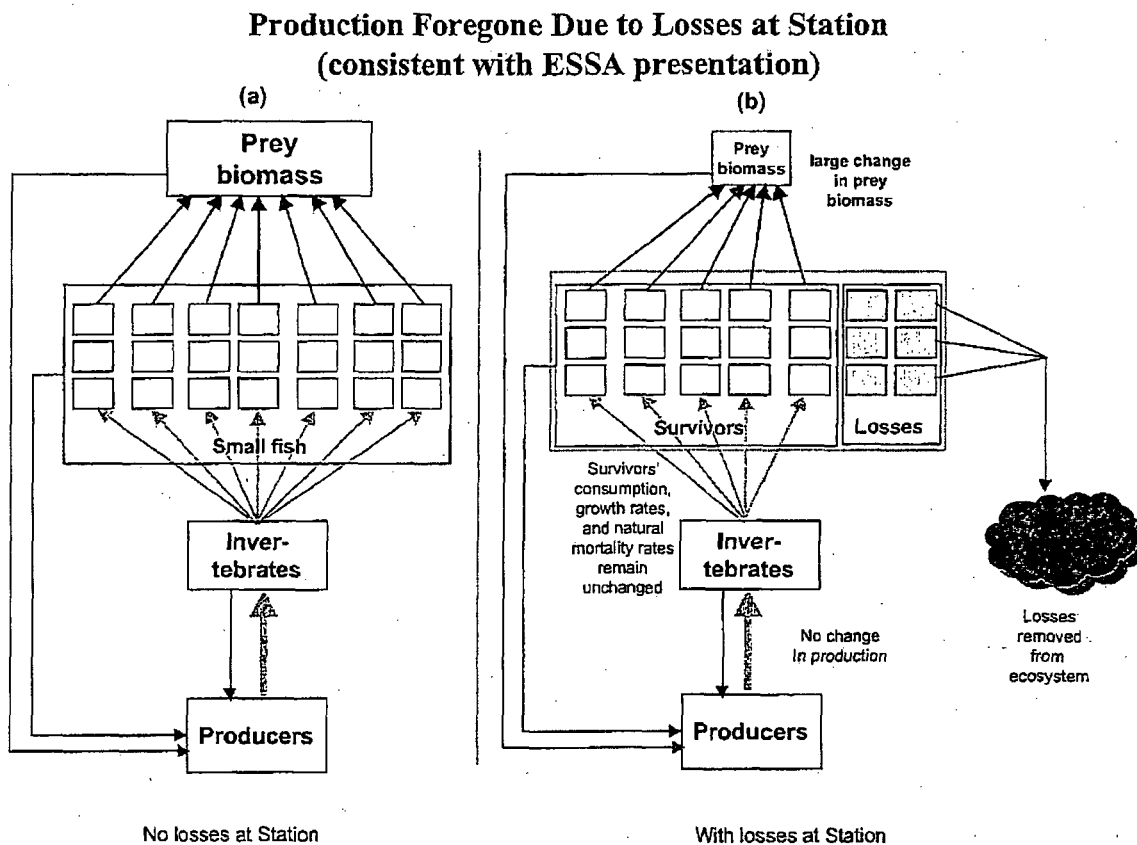 Production Foregone Due to Losses at Station
(consistent with ESSA presentation)
(a)
Prey
biomass
Small fish
Inver-
tebrates
Producers
No losses at Station
(b)
Prey
biomass
large change
in prey
biomass
Survivors
Losses
Survivors'
consumption,
growth rates,
and natural
mortality rates
remain
unchanged
Inver-
tebrates
No change
In production
Losses
removed
from
ecosystem
Producers
With losses at Station